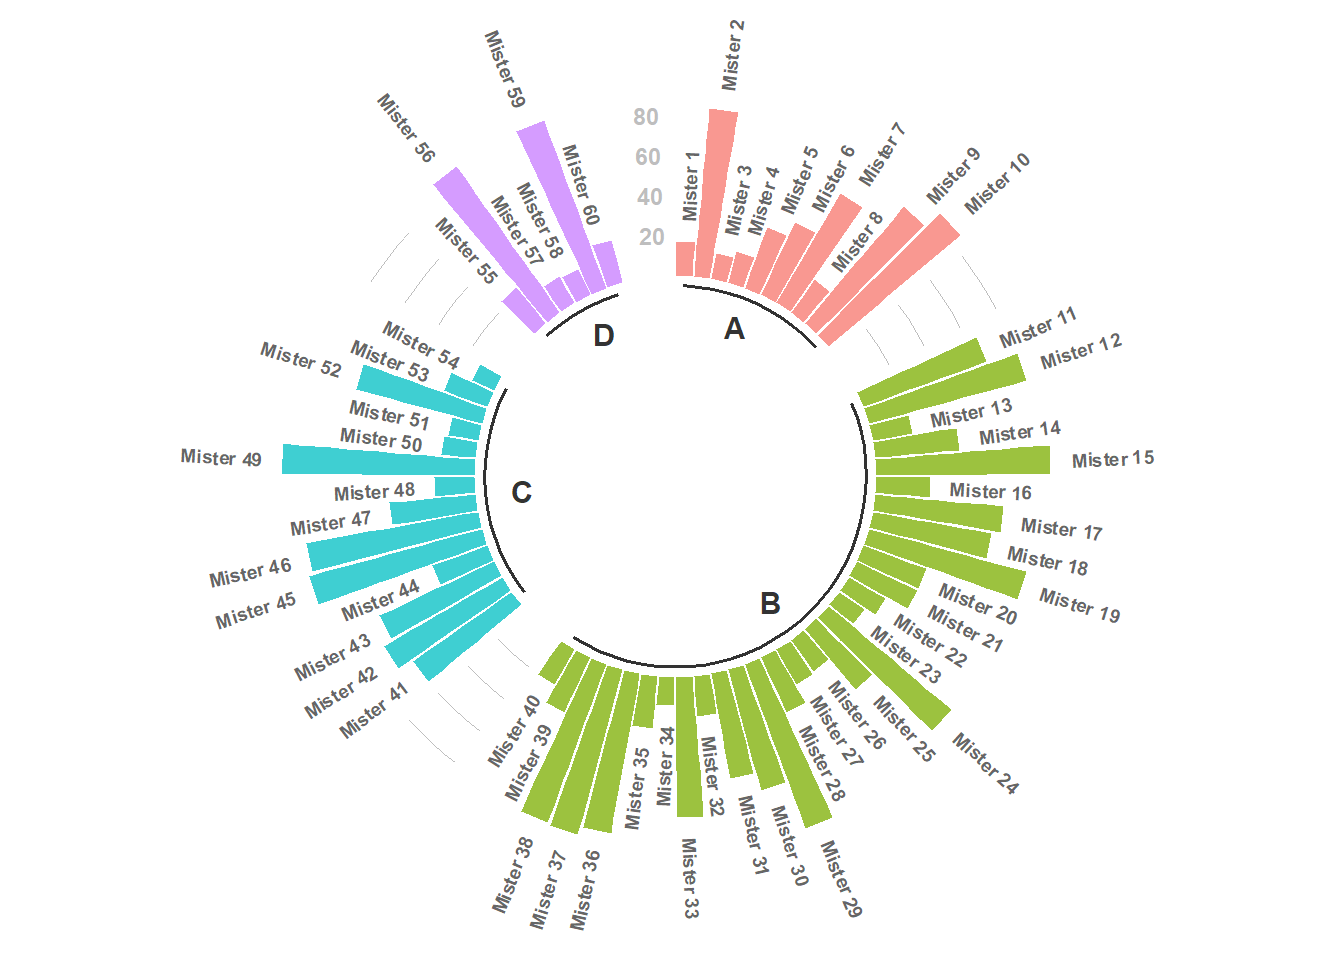 80
60
40
20
Mister 1
Mister 2
Mister 3
Mister 4
Mister 5
Mister 6
Mister 7
Mister 8
Mister 9
Mister 10
Mister 11
Mister 12
Mister 13
Mister 14
Mister 15
Mister 16
Mister 17
Mister 18
Mister 19
Mister 20
Mister 21
Mister 22
Mister 23
Mister 24
Mister 25
Mister 26
Mister 27
Mister 28
Mister 29
Mister 30
Mister 31
Mister 32
Mister 33
Mister 34
Mister 35
Mister 36
Mister 37
Mister 38
Mister 39
Mister 40
Mister 41
Mister 42
Mister 43
Mister 44
Mister 45
Mister 46
Mister 47
Mister 48
Mister 49
Mister 50
Mister 51
Mister 52
Mister 53
Mister 54
Mister 55
Mister 56
Mister 57
Mister 58
Mister 59
Mister 60
A
B
C
D